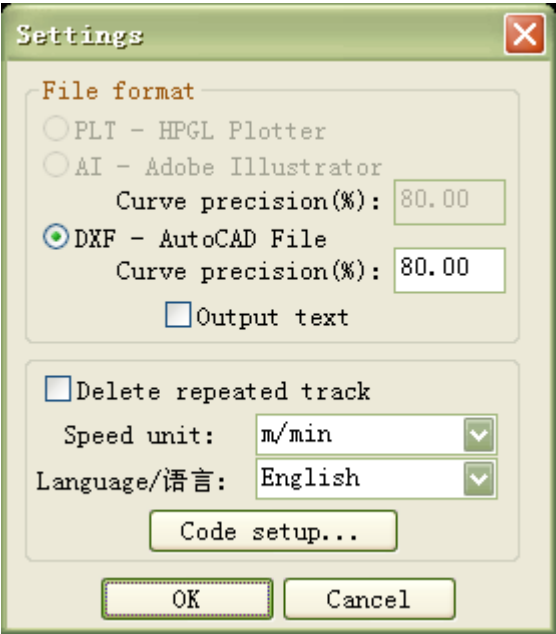 Settings
File format
PLT - HPGL Plotter
AI - Adobe Illustrator
Curve precision(%): 80.00
DXF - AutoCAD File
Curve precision(%): 80.00
Output text
Delete repeated track
Speed unit: m/min
Language/语言: English
Code setup...
OK Cancel